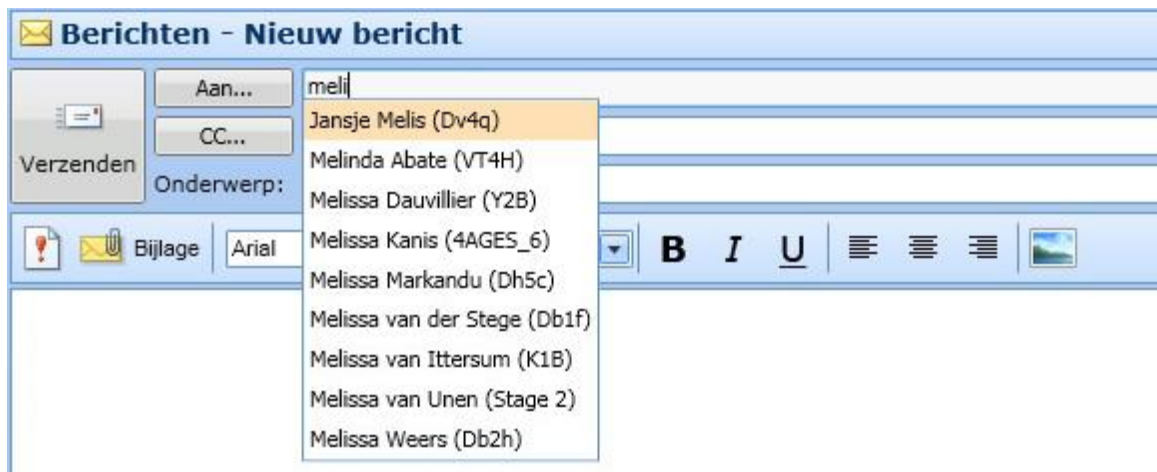 Berichten - Nieuw bericht
Aan... meli
CC...
Verzenden
Onderwerp:
Jansje Melis (Dv4q)
Melinda Abate (VT4H)
Melissa Dauvillier (Y2B)
Melissa Kanis (4AGES_6)
Melissa Markandu (Dh5c)
Melissa van der Stege (Db1f)
Melissa van Ittersum (K1B)
Melissa van Unen (Stage 2)
Melissa Weers (Db2h)
Bijlage Arial B I U